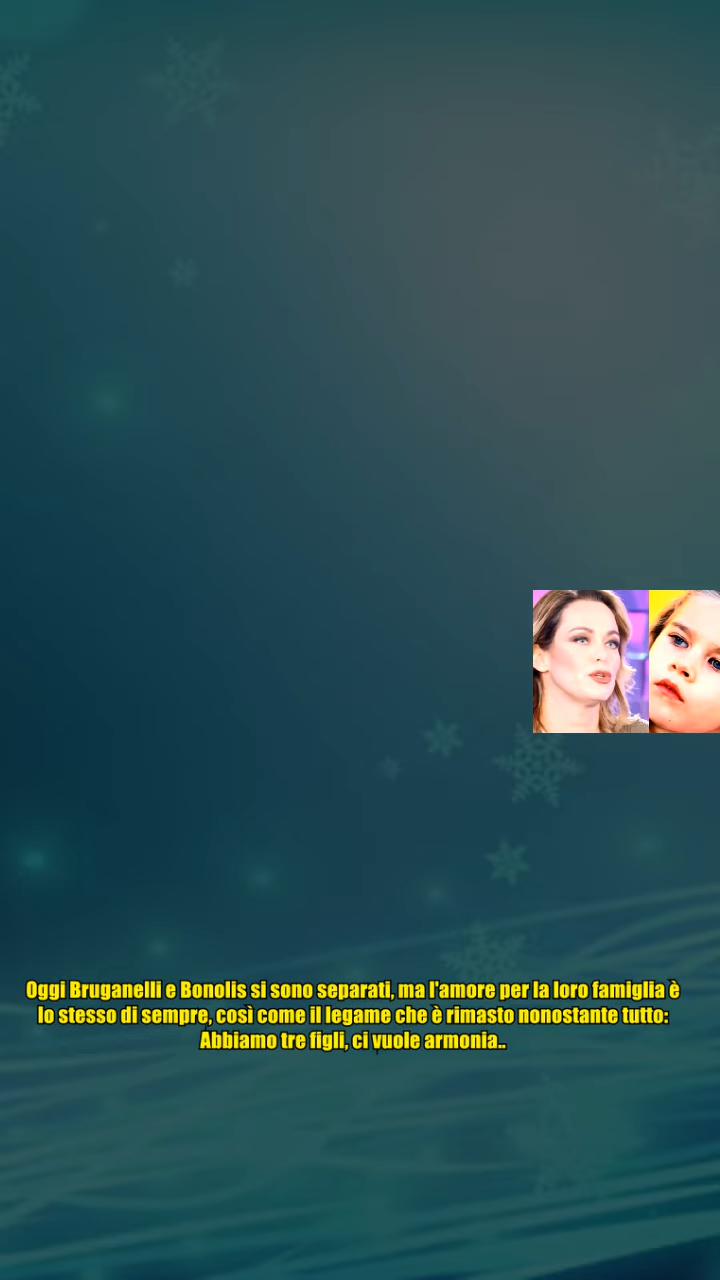 Oggi Bruganelli e Bonolis si sono separati, ma l'amore per la loro famiglia è
lo stesso di sempre, così come il legame che è rimasto nonostante tutto:
Abbiamo tre figli, ci vuole armonia..